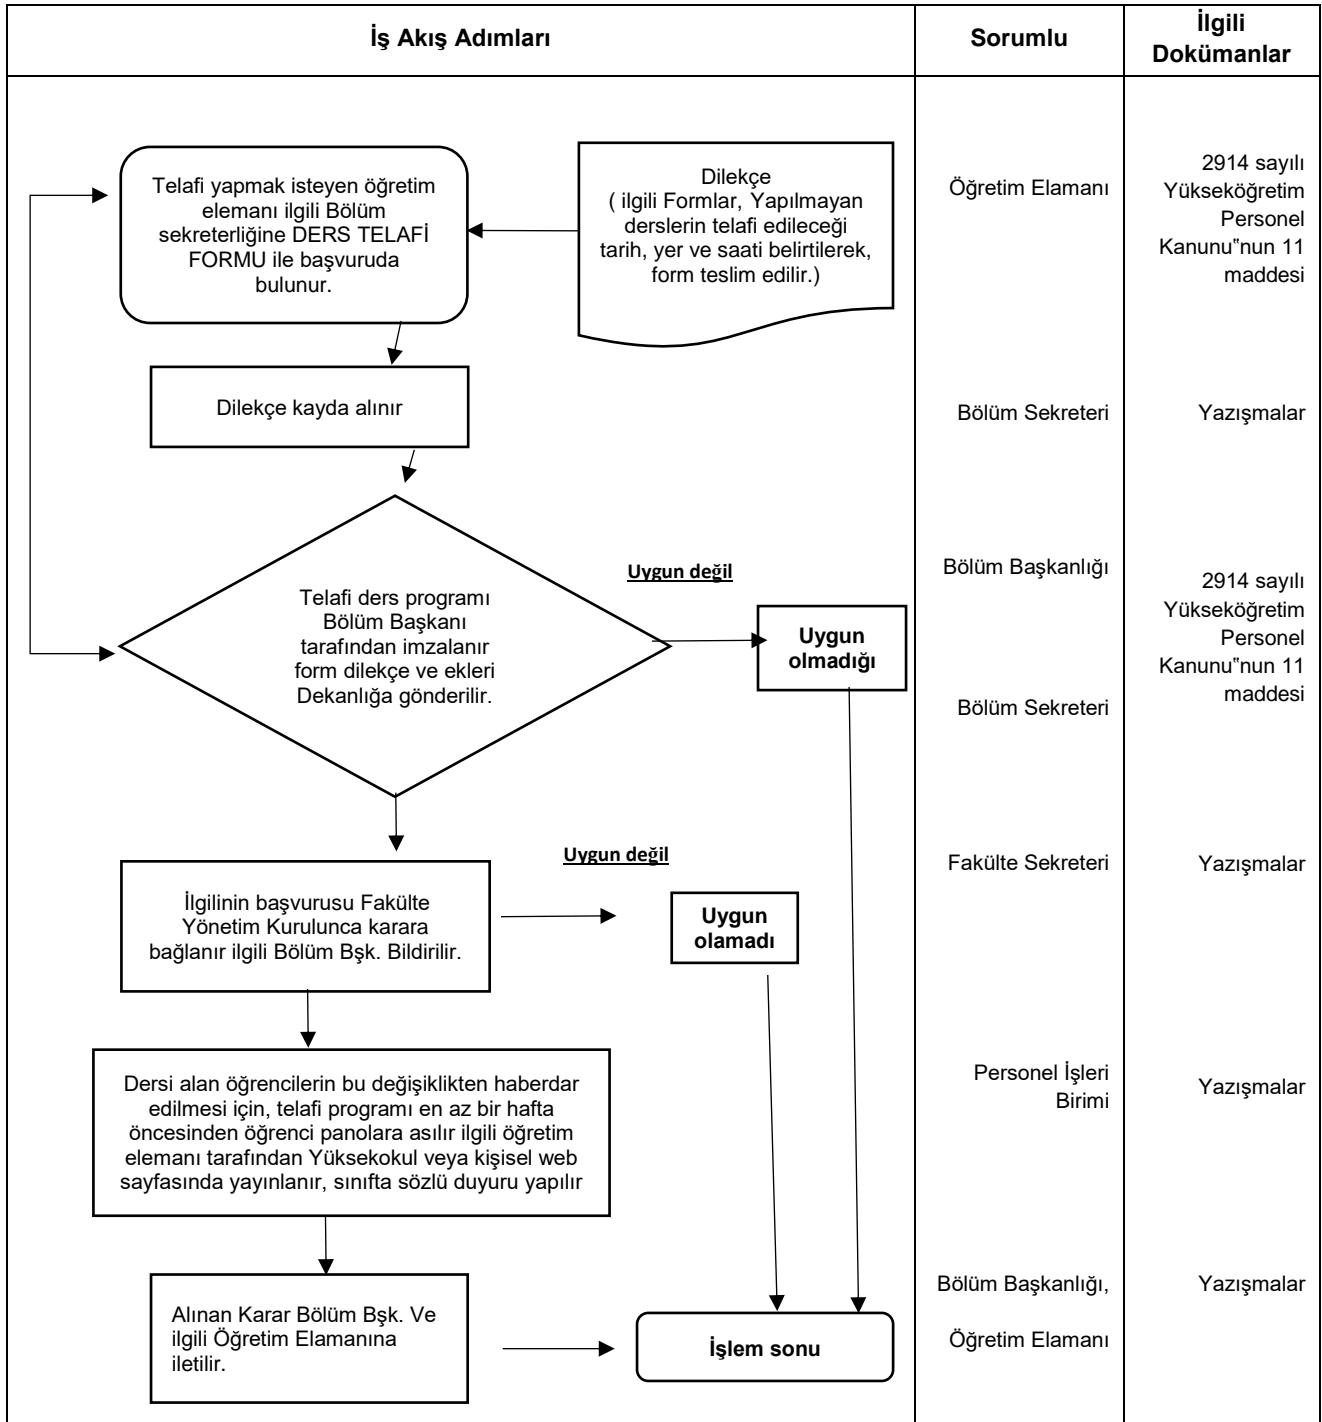 İş Akış Adımları
Sorumlu
İlgili
Dokümanlar
Telafi yapmak isteyen öğretim
elemanı ilgili Bölüm
sekreterliğine DERS TELAFİ
FORMU ile başvuruda
bulunur.
Dilekçe
( ilgili Formlar, Yapılmayan
derslerin telafi edileceği
tarih, yer ve saati belirtilerek,
form teslim edilir.)
Öğretim Elamanı
2914 sayılı
Yükseköğretim
Personel
Kanunu‟nun 11
maddesi
Dilekçe kayda alınır
Bölüm Sekreteri
Yazışmalar
Telafi ders programı
Bölüm Başkanı
tarafından imzalanır
form dilekçe ve ekleri
Dekanlığa gönderilir.
Uygun değil
Uygun
olmadığı
Bölüm Başkanlığı
Bölüm Sekreteri
2914 sayılı
Yükseköğretim
Personel
Kanunu‟nun 11
maddesi
İlgilinin başvurusu Fakülte
Yönetim Kurulunca karara
bağlanır ilgili Bölüm Bşk. Bildirilir.
Uygun değil
Uygun
olamadı
Fakülte Sekreteri
Yazışmalar
Dersi alan öğrencilerin bu değişiklikten haberdar
edilmesi için, telafi programı en az bir hafta
öncesinden öğrenci panolara asılır ilgili öğretim
elemanı tarafından Yüksekokul veya kişisel web
sayfasında yayınlanır, sınıfta sözlü duyuru yapılır
Personel İşleri
Birimi
Yazışmalar
Alınan Karar Bölüm Bşk. Ve
ilgili Öğretim Elamanına
iletilir.
İşlem sonu
Bölüm Başkanlığı,
Öğretim Elamanı
Yazışmalar